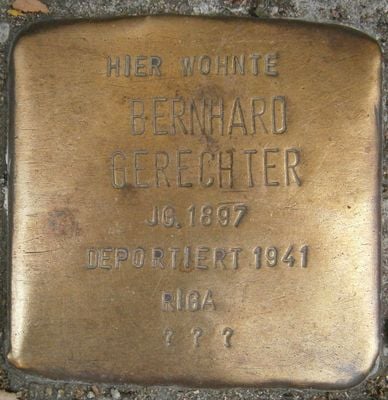 HIER WOHNTE
BERNHARD
GERECHTER
JG. 1897
DEPORTIERT 1941
RIGA
? ? ?